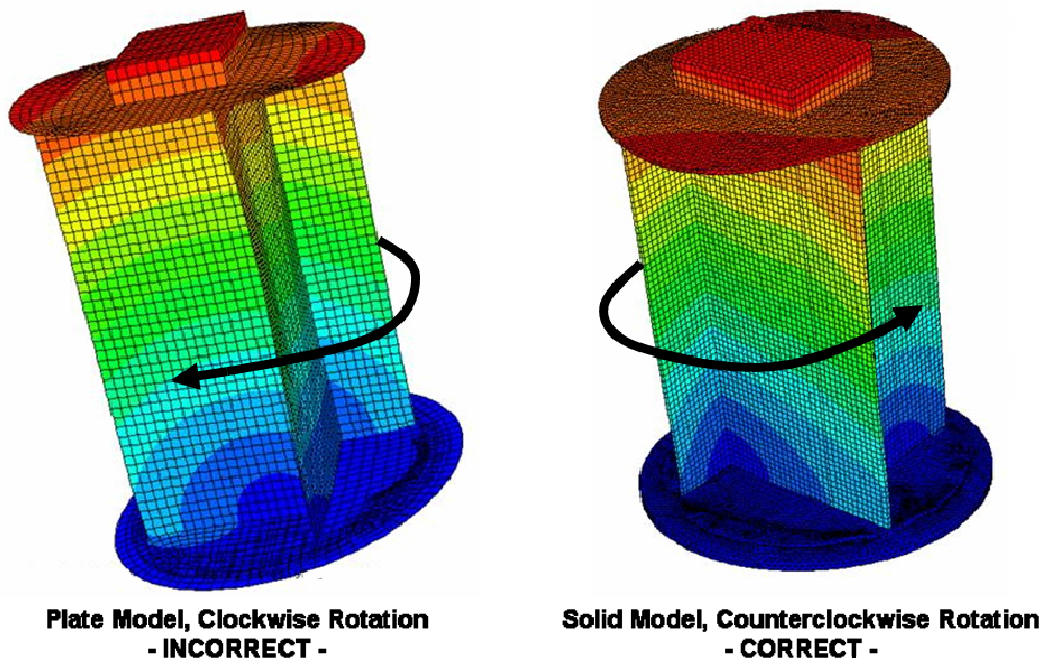 Plate Model, Clockwise Rotation
- INCORRECT -
Solid Model, Counterclockwise Rotation
- CORRECT -